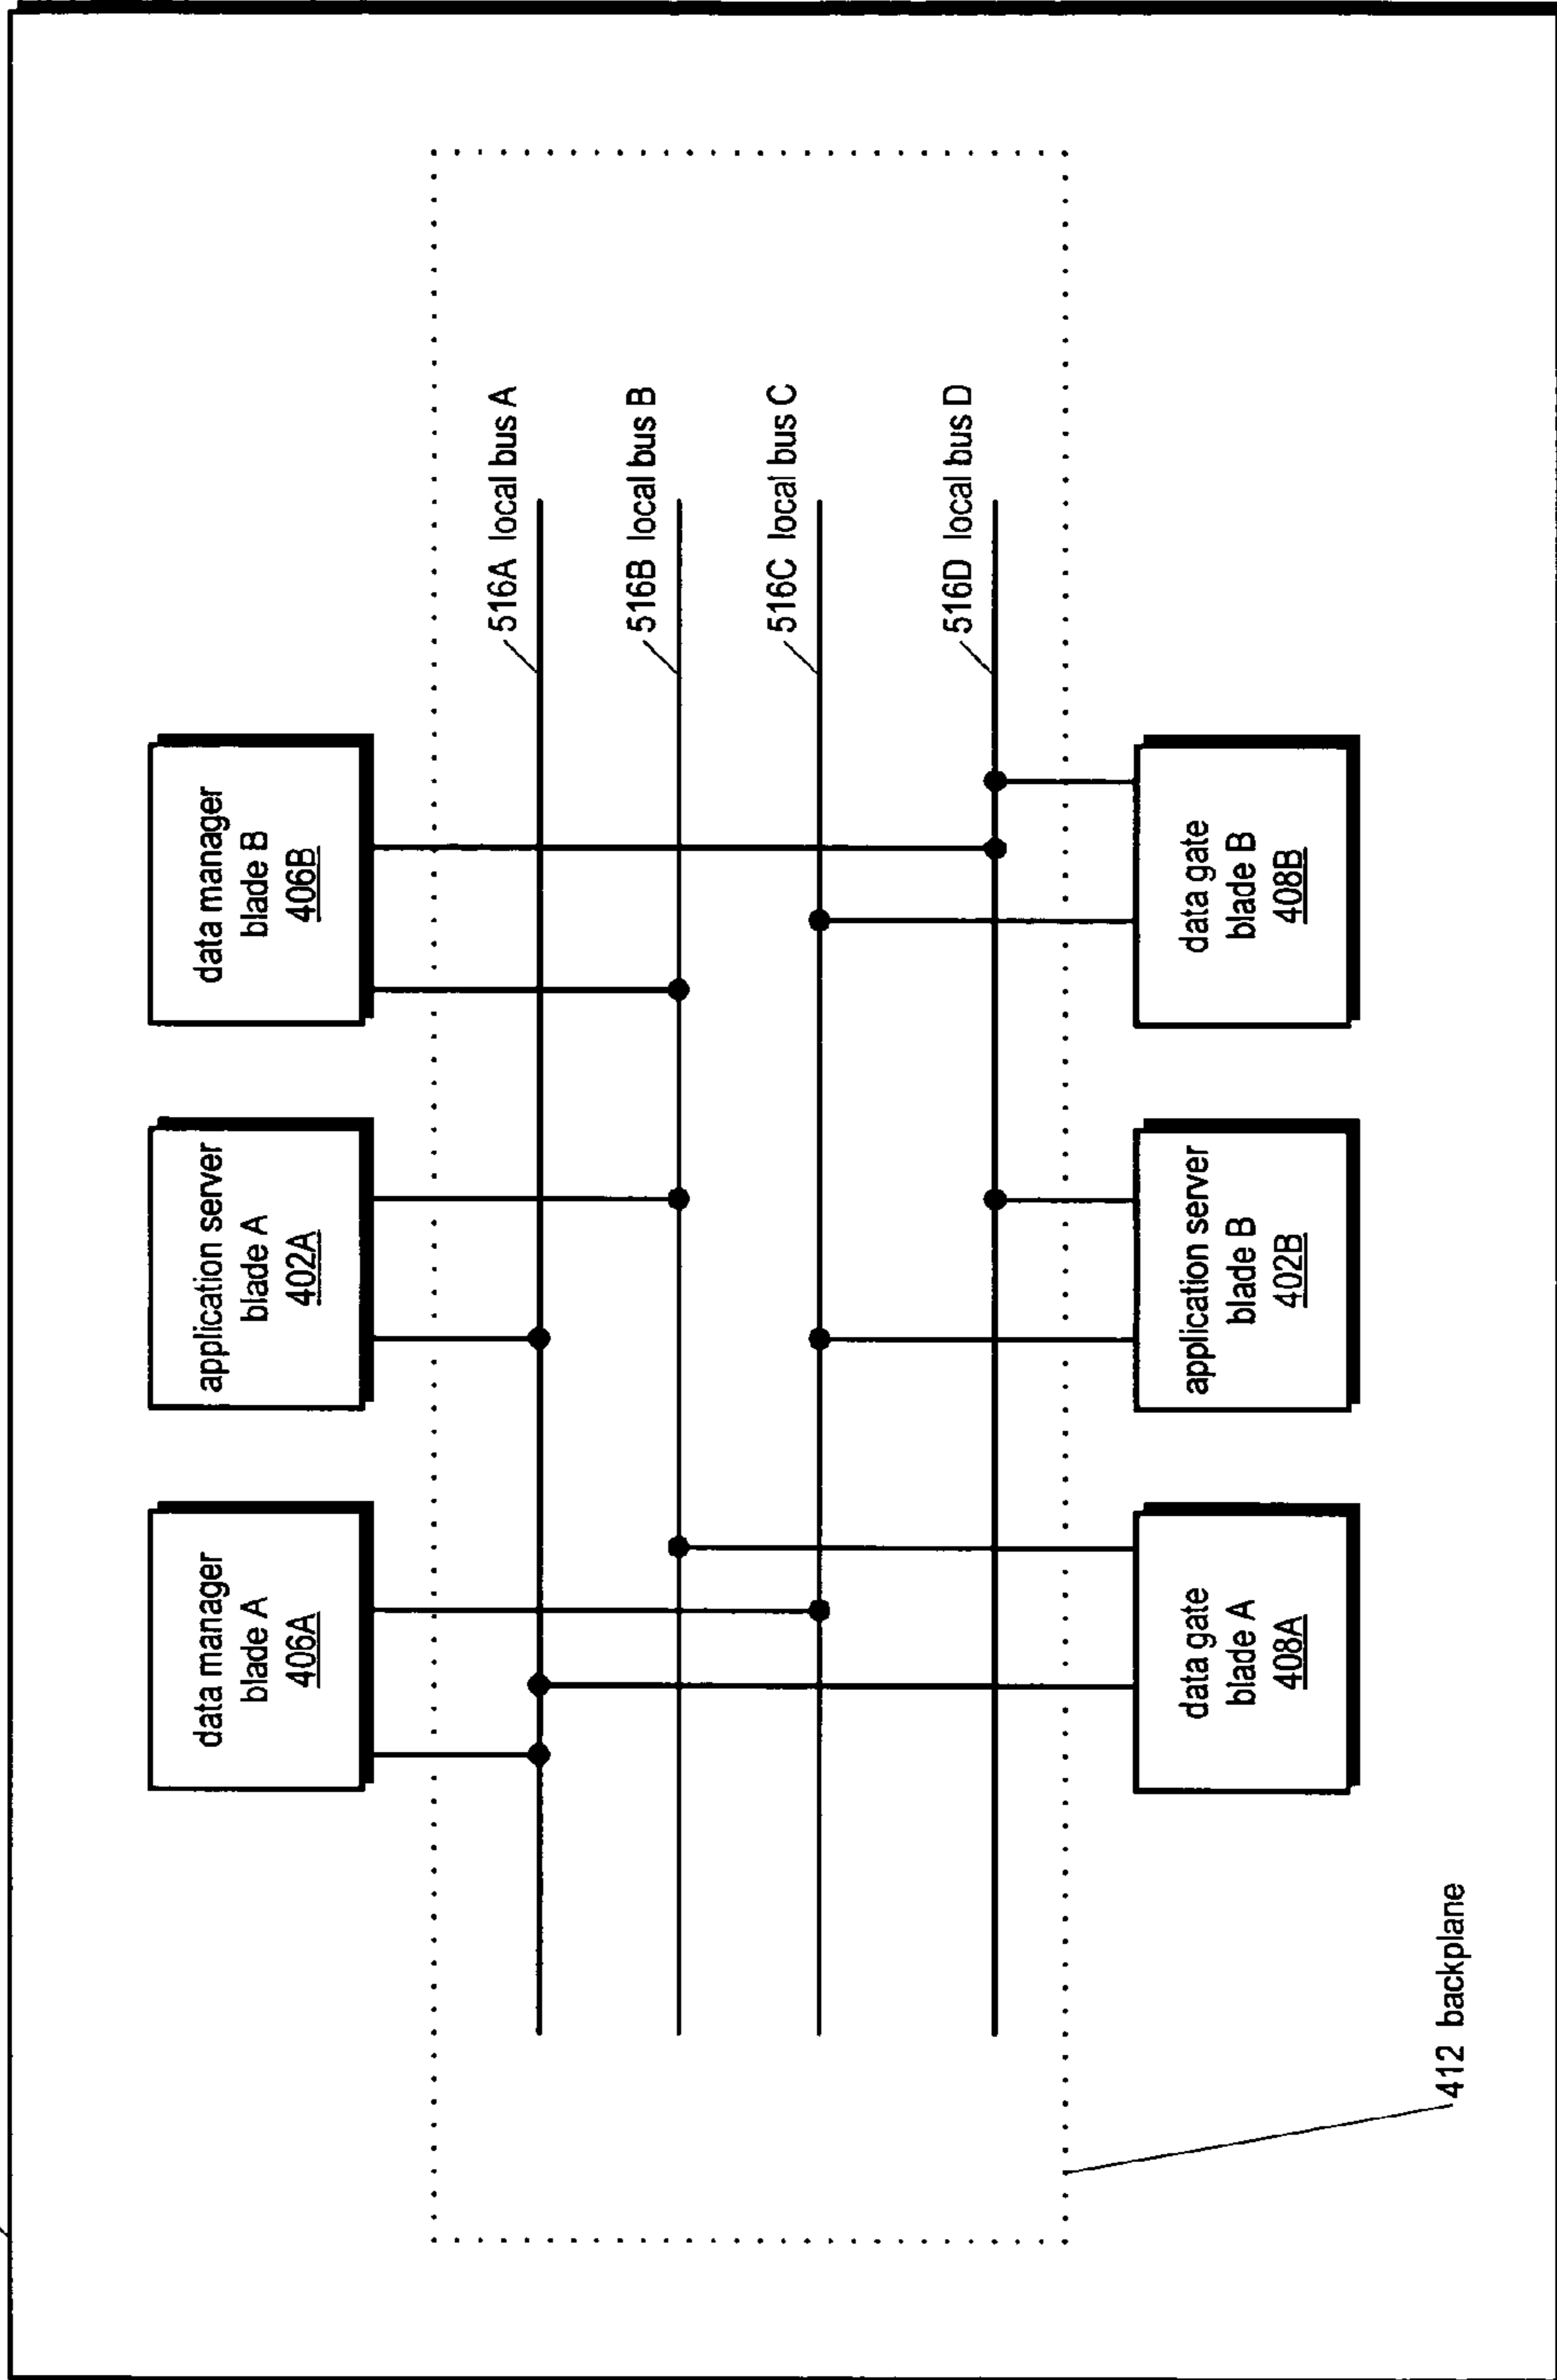 data manager
blade A
406A
application server
blade A
402A
data manager
blade B
406B
516A local bus A
516B local bus B
516C local bus C
516D local bus D
data gate
blade A
408A
application server
blade B
402B
data gate
blade B
408B
412 backplane